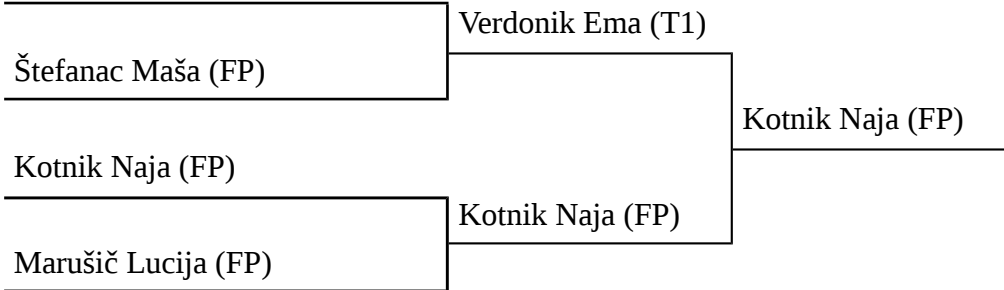 Verdonik Ema (T1)
Štefanac Maša (FP)
Kotnik Naja (FP)
Kotnik Naja (FP)
Kotnik Naja (FP)
Marušič Lucija (FP)